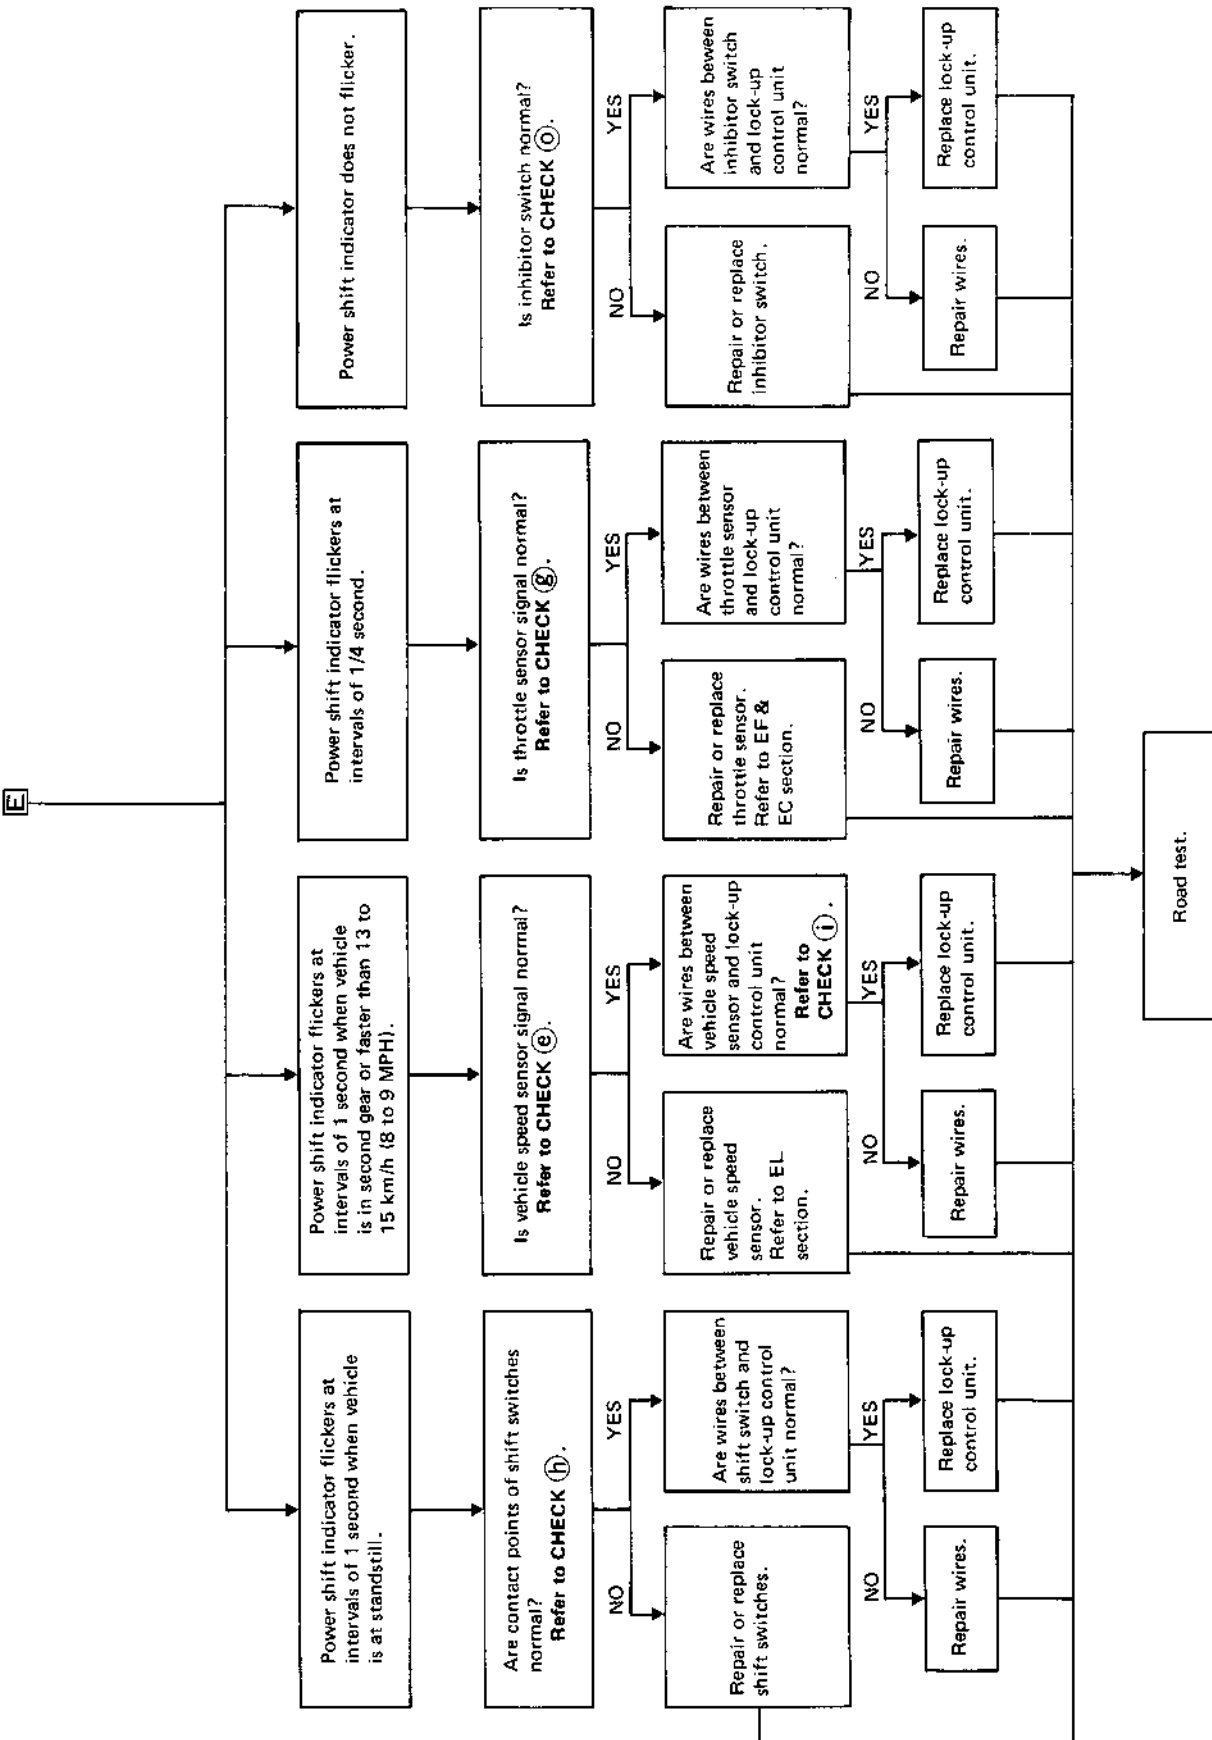 E
Power shift indicator flickers at
intervals of 1 second when vehicle
is at standstill.
Power shift indicator flickers at
intervals of 1 second when vehicle
is in second gear or faster than 13 to
15 km/h (8 to 9 MPH).
Power shift indicator flickers at
intervals of 1/4 second.
Power shift indicator does not flicker.
Are contact points of shift switches
normal?
Refer to CHECK ⓗ.
Is vehicle speed sensor signal normal?
Refer to CHECK ⓔ.
Is throttle sensor signal normal?
Refer to CHECK ⓖ.
Is inhibitor switch normal?
Refer to CHECK ⓞ.
NO
YES
NO
YES
NO
YES
NO
YES
Repair or replace
shift switches.
Are wires between
shift switch and
lock-up control
unit normal?
Repair or replace
vehicle speed
sensor.
Refer to EL
section.
Are wires between
vehicle speed
sensor and lock-up
control unit
normal?
Refer to
CHECK ⓘ.
Repair or replace
throttle sensor.
Refer to EF &
EC section.
Are wires between
throttle sensor
and lock-up
control unit
normal?
Repair or replace
inhibitor switch.
Are wires beween
inhibitor switch
and lock-up
control unit
normal?
NO
YES
NO
YES
NO
YES
NO
YES
Repair wires.
Replace lock-up
control unit.
Repair wires.
Replace lock-up
control unit.
Repair wires.
Replace lock-up
control unit.
Repair wires.
Replace lock-up
control unit.
Road test.